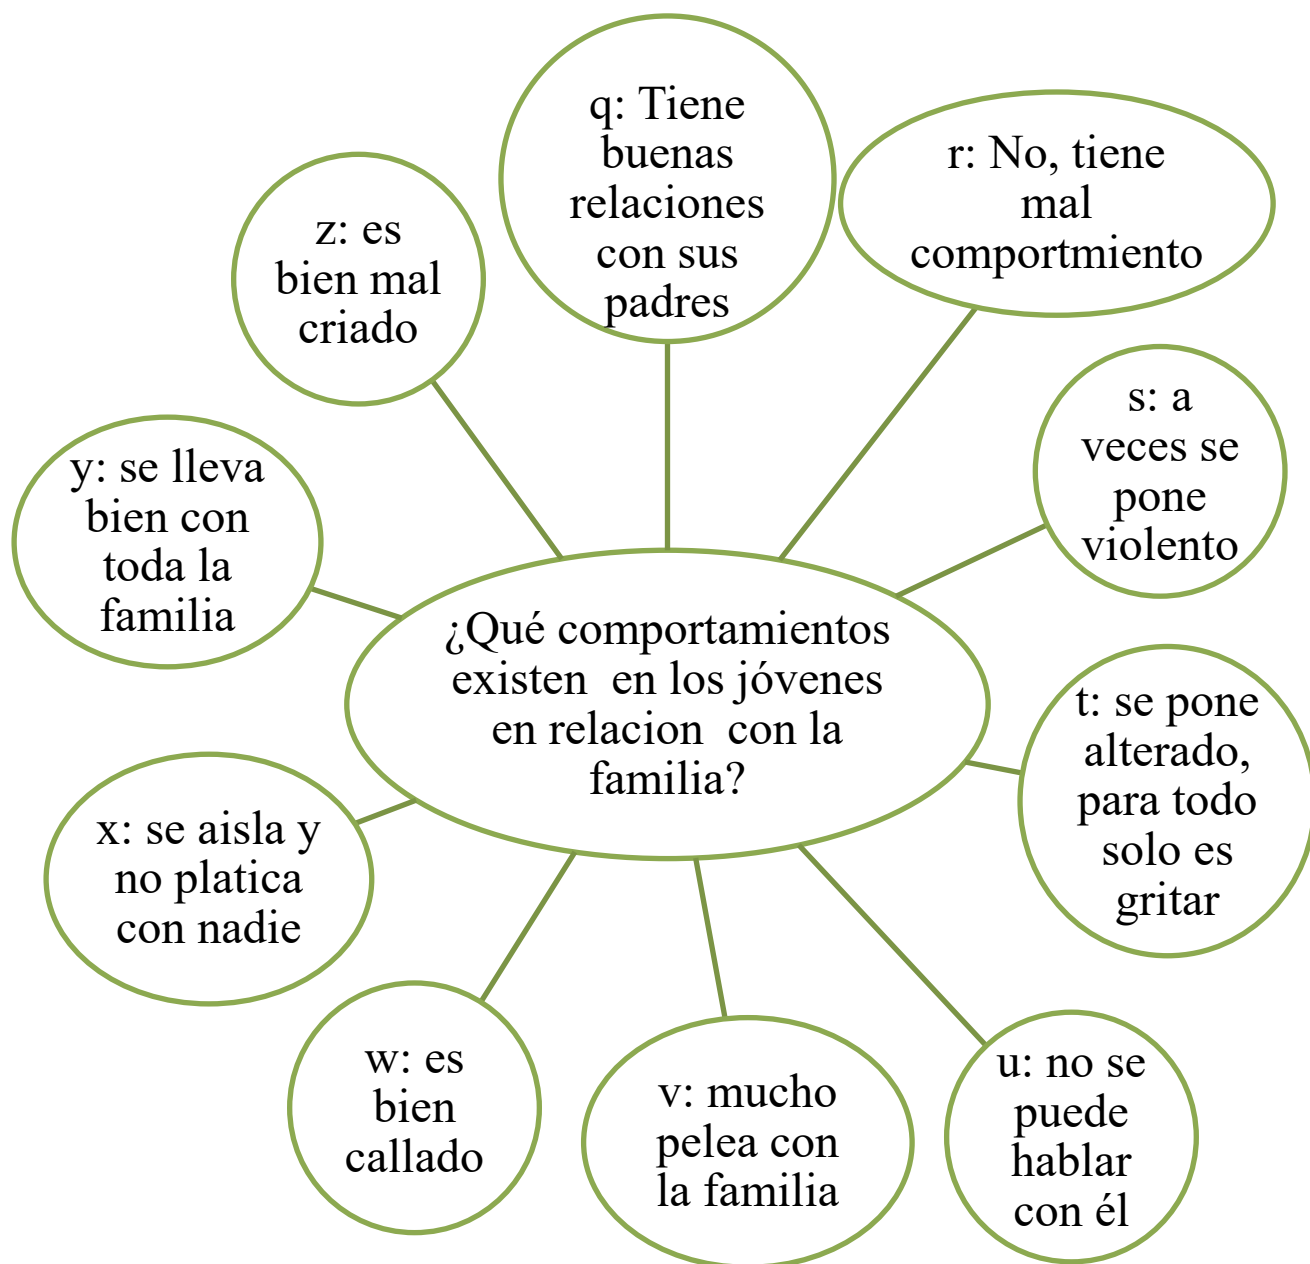 q: Tiene
buenas
relaciones
con sus
padres
r: No, tiene
mal
comportmiento
s: a
veces se
pone
violento
t: se pone
alterado,
para todo
solo es
gritar
u: no se
puede
hablar
con él
v: mucho
pelea con
la familia
w: es
bien
callado
x: se aisla y
no platica
con nadie
y: se lleva
bien con
toda la
familia
z: es
bien mal
criado
¿Qué comportamientos
existen  en los jóvenes
en relacion  con la
familia?